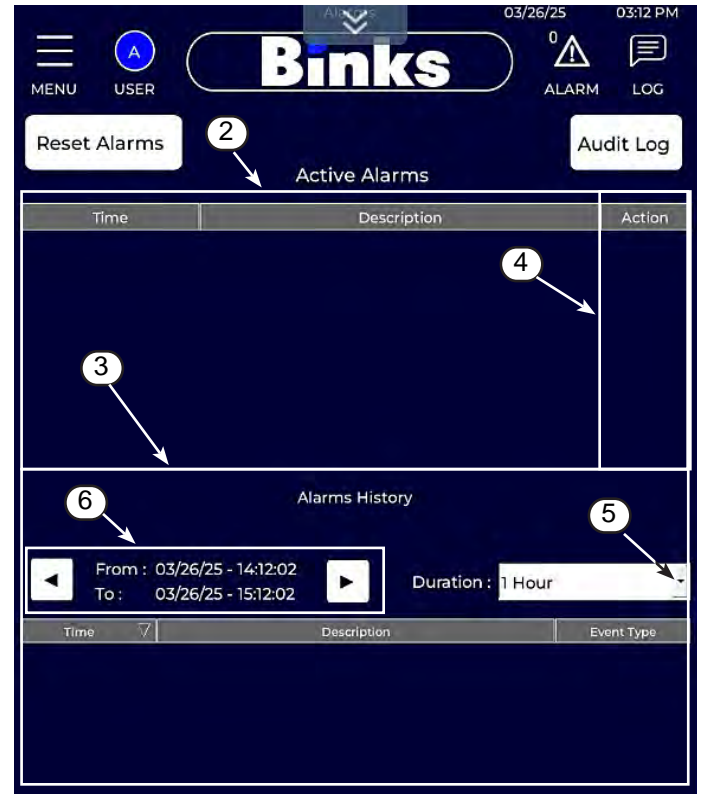 Alarms 03/26/25 03:12 PM
A Binks 0
MENU USER ALARM LOG
Reset Alarms 2 Audit Log
Active Alarms
Time Description Action
4
3
Alarms History
6 5
From : 03/26/25 - 14:12:02
To : 03/26/25 - 15:12:02
Duration : 1 Hour
Time Description Event Type